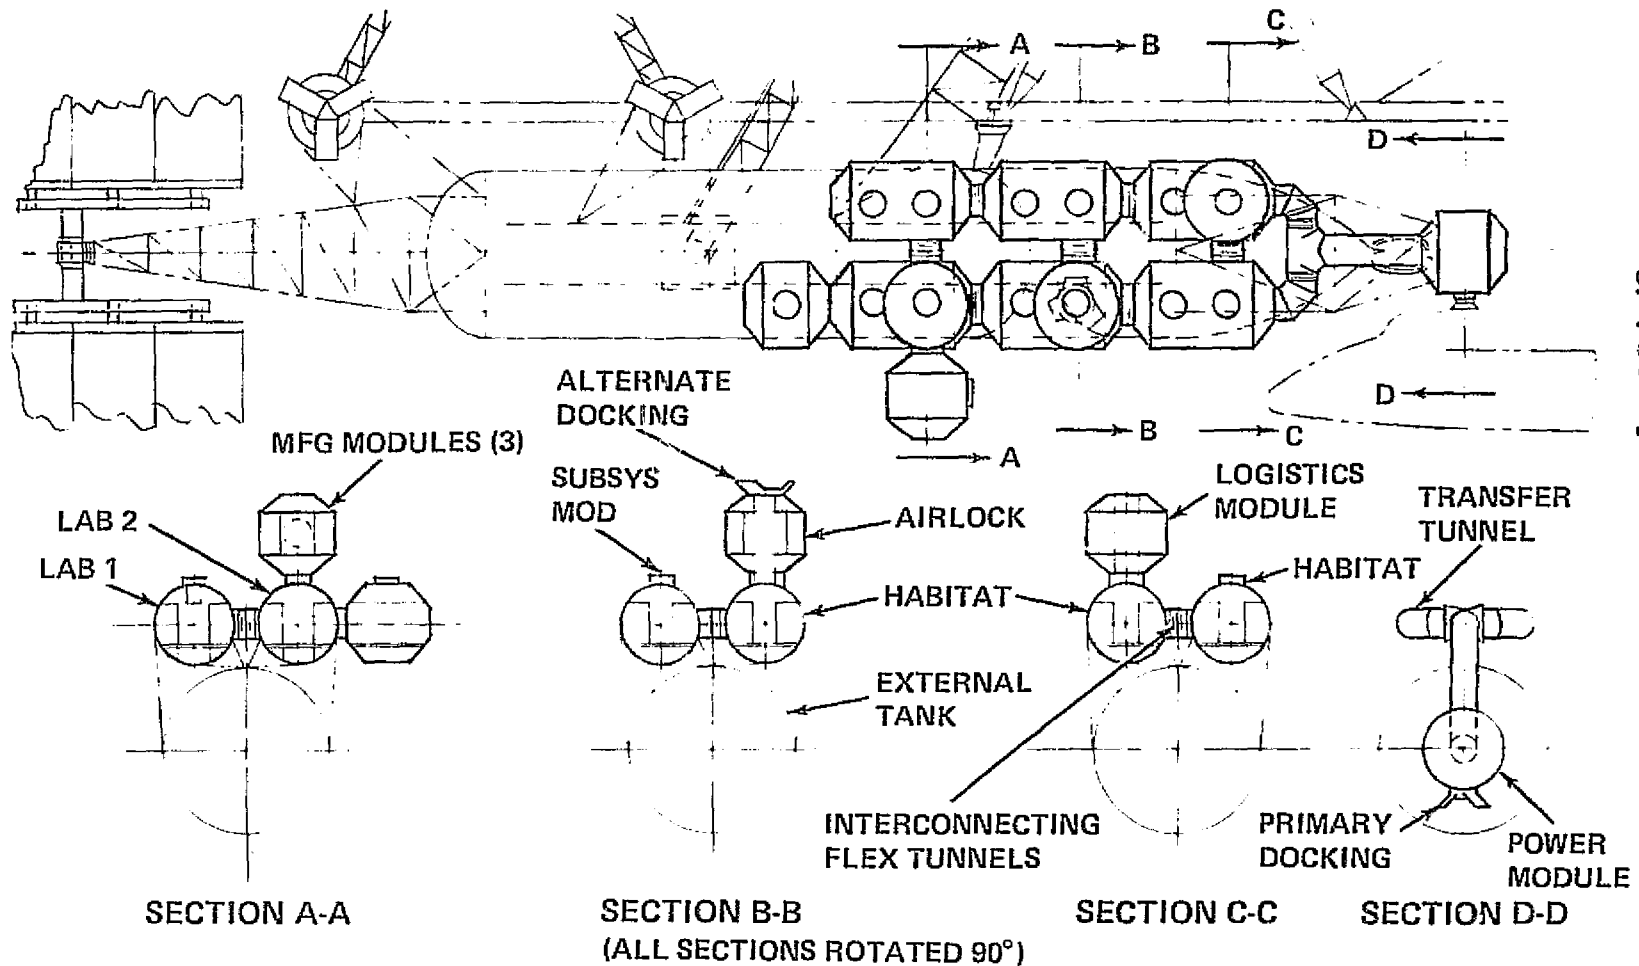 C
A
B
D
D
B
C
A
ALTERNATE
DOCKING
MFG MODULES (3)
SUBSYS
MOD
LOGISTICS
MODULE
TRANSFER
TUNNEL
LAB 2
AIRLOCK
LAB 1
HABITAT
HABITAT
EXTERNAL
TANK
INTERCONNECTING
FLEX TUNNELS
PRIMARY
DOCKING
POWER
MODULE
SECTION A-A
SECTION B-B
SECTION C-C
SECTION D-D
(ALL SECTIONS ROTATED 90°)